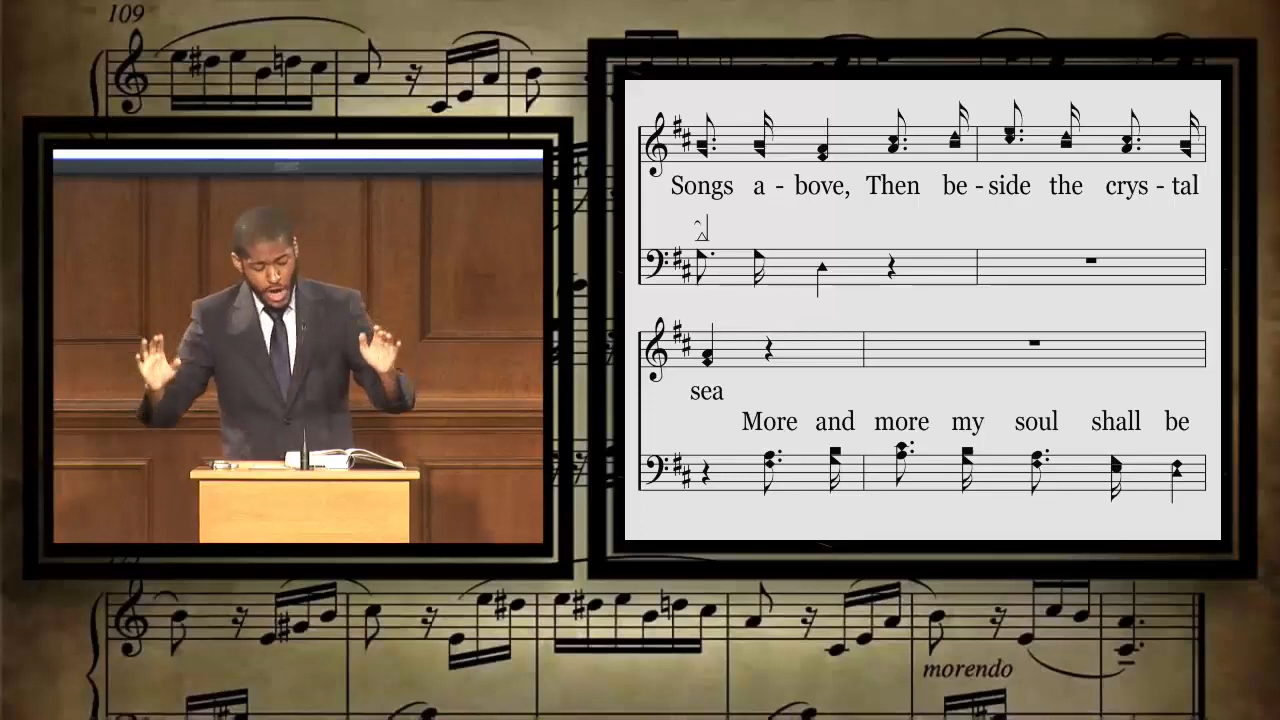 109
Songs a - bove, Then be - side the crys - tal
sea
More and more my soul shall be
morendo